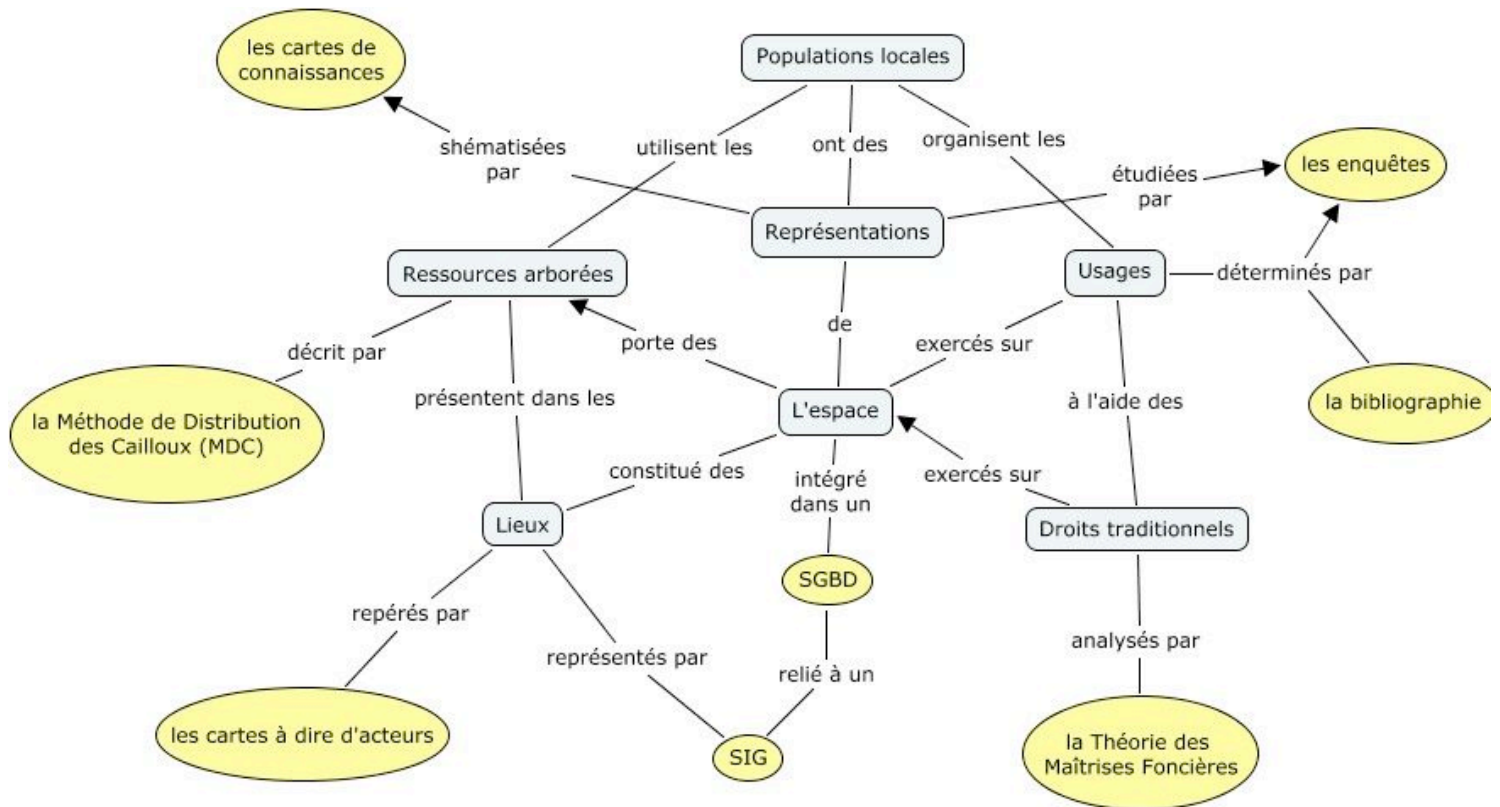 les cartes de
connaissances
Populations locales
shématisées
par
utilisent les
ont des
organisent les
étudiées
par
les enquêtes
Représentations
Ressources arborées
Usages
déterminés par
décrit par
porte des
de
exercés sur
la Méthode de Distribution
des Cailloux (MDC)
présentent dans les
L'espace
à l'aide des
la bibliographie
constitué des
intégré
dans un
exercés sur
Lieux
Droits traditionnels
SGBD
repérés par
représentés par
relié à un
analysés par
les cartes à dire d'acteurs
SIG
la Théorie des
Maîtrises Foncières